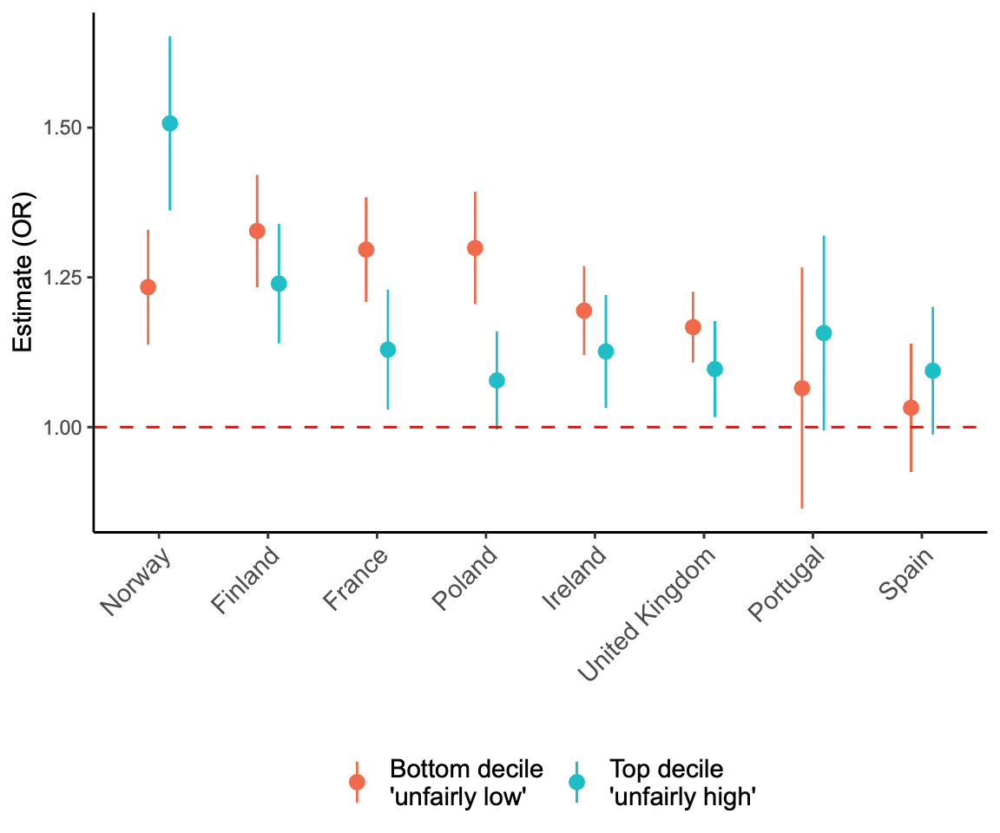 Estimate (OR)
1.50
1.25
1.00
Norway
Finland
France
Poland
Ireland
United Kingdom
Portugal
Spain
Bottom decile
'unfairly low'
Top decile
'unfairly high'